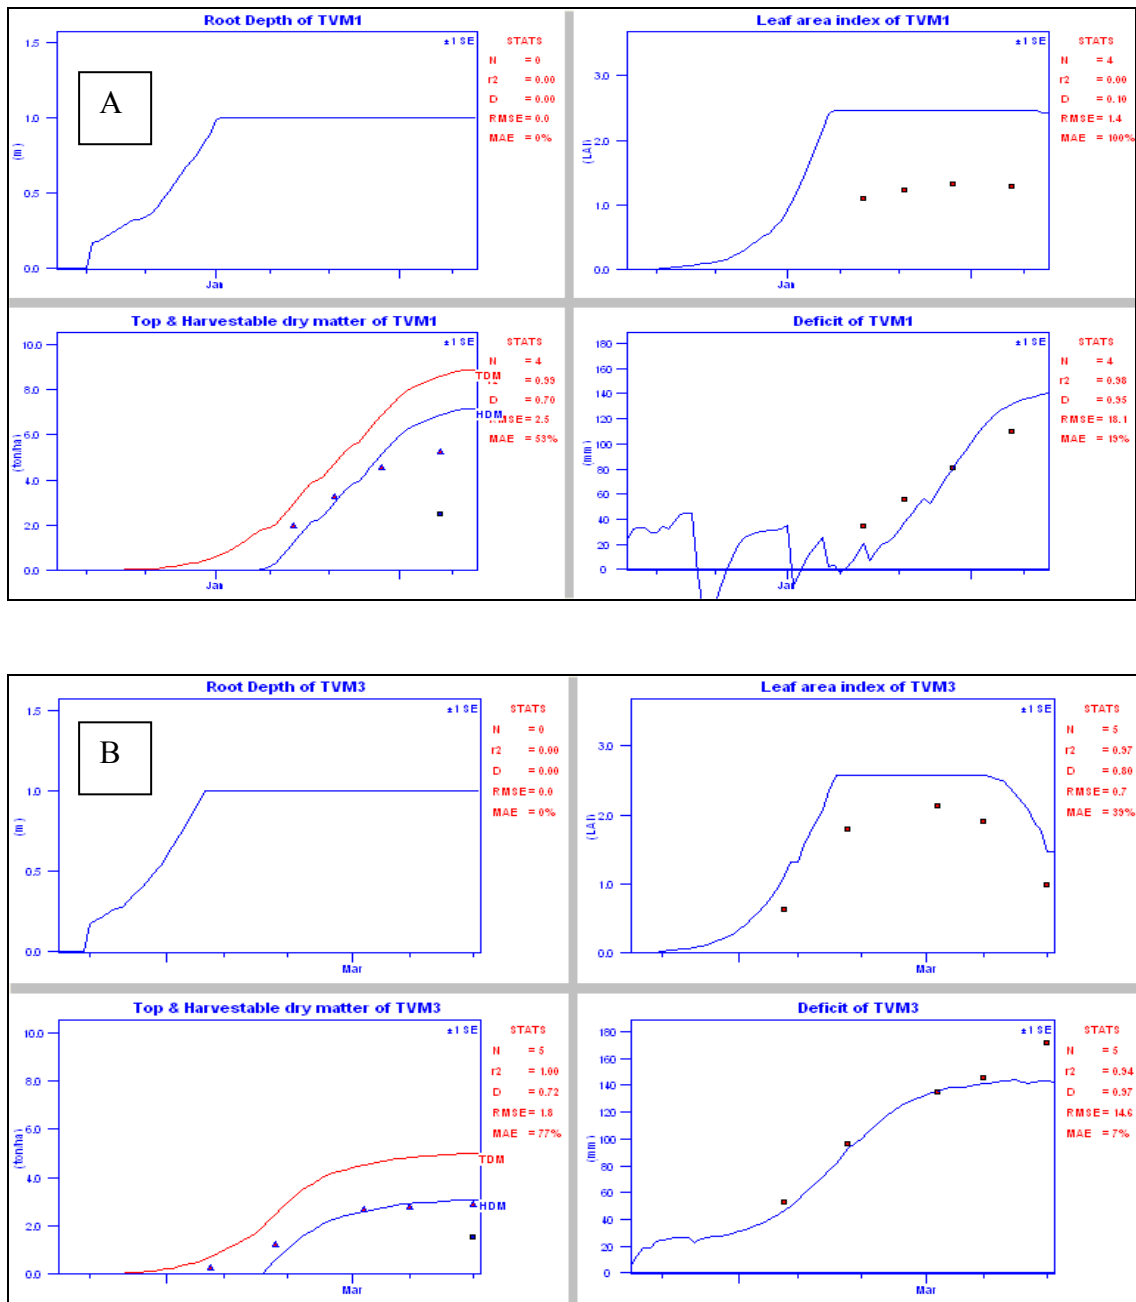 Root Depth of TVM1
±1 SE
STATS
N = 0
r2 = 0.00
D = 0.00
RMSE = 0.0
MAE = 0%
A
1.5
1.0
0.5
0.0
(m)
Jan
Leaf area index of TVM1
±1 SE
STATS
N = 4
r2 = 0.00
D = 0.10
RMSE = 1.4
MAE = 100%
3.0
2.0
1.0
0.0
(LAI)
Jan
Top & Harvestable dry matter of TVM1
±1 SE
STATS
N = 4
TDM
r2 = 0.99
D = 0.70
HDM
RMSE = 2.5
MAE = 53%
10.0
8.0
6.0
4.0
2.0
0.0
(ton/ha)
Jan
Deficit of TVM1
±1 SE
STATS
N = 4
r2 = 0.98
D = 0.95
RMSE = 18.1
MAE = 19%
180
160
140
120
100
80
60
40
20
0
(mm)
Jan
Root Depth of TVM3
±1 SE
STATS
N = 0
r2 = 0.00
D = 0.00
RMSE = 0.0
MAE = 0%
B
1.5
1.0
0.5
0.0
(m)
Mar
Leaf area index of TVM3
±1 SE
STATS
N = 5
r2 = 0.97
D = 0.80
RMSE = 0.7
MAE = 39%
3.0
2.0
1.0
0.0
(LAI)
Mar
Top & Harvestable dry matter of TVM3
±1 SE
STATS
N = 5
r2 = 1.00
D = 0.72
RMSE = 1.8
MAE = 77%
TDM
HDM
10.0
8.0
6.0
4.0
2.0
0.0
(ton/ha)
Mar
Deficit of TVM3
±1 SE
STATS
N = 5
r2 = 0.94
D = 0.97
RMSE = 14.6
MAE = 7%
180
160
140
120
100
80
60
40
20
0
(mm)
Mar